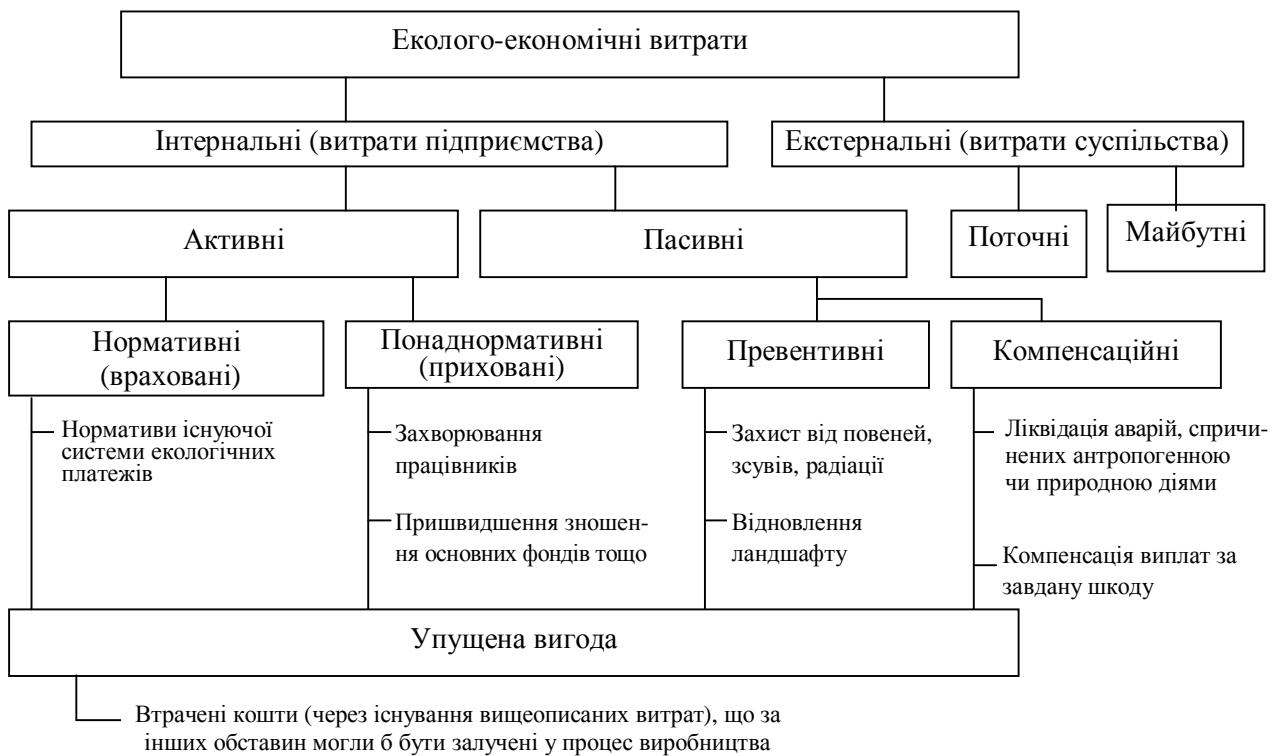 Еколого-економічні витрати
Інтернальні (витрати підприємства)
Екстернальні (витрати суспільства)
Активні
Пасивні
Поточні
Майбутні
Нормативні
(враховані)
Понаднормативні
(приховані)
Превентивні
Компенсаційні
Нормативи існуючої
системи екологічних
платежів
Захворювання
працівників
Пришвидшення зношен-
ня основних фондів тощо
Захист від повеней,
зсувів, радіації
Відновлення
ландшафту
Ліквідація аварій, спричи-
нених антропогенною
чи природною діями
Компенсація виплат за
завдану шкоду
Упущена вигода
Втрачені кошти (через існування вищеописаних витрат), що за
інших обставин могли б бути залучені у процес виробництва